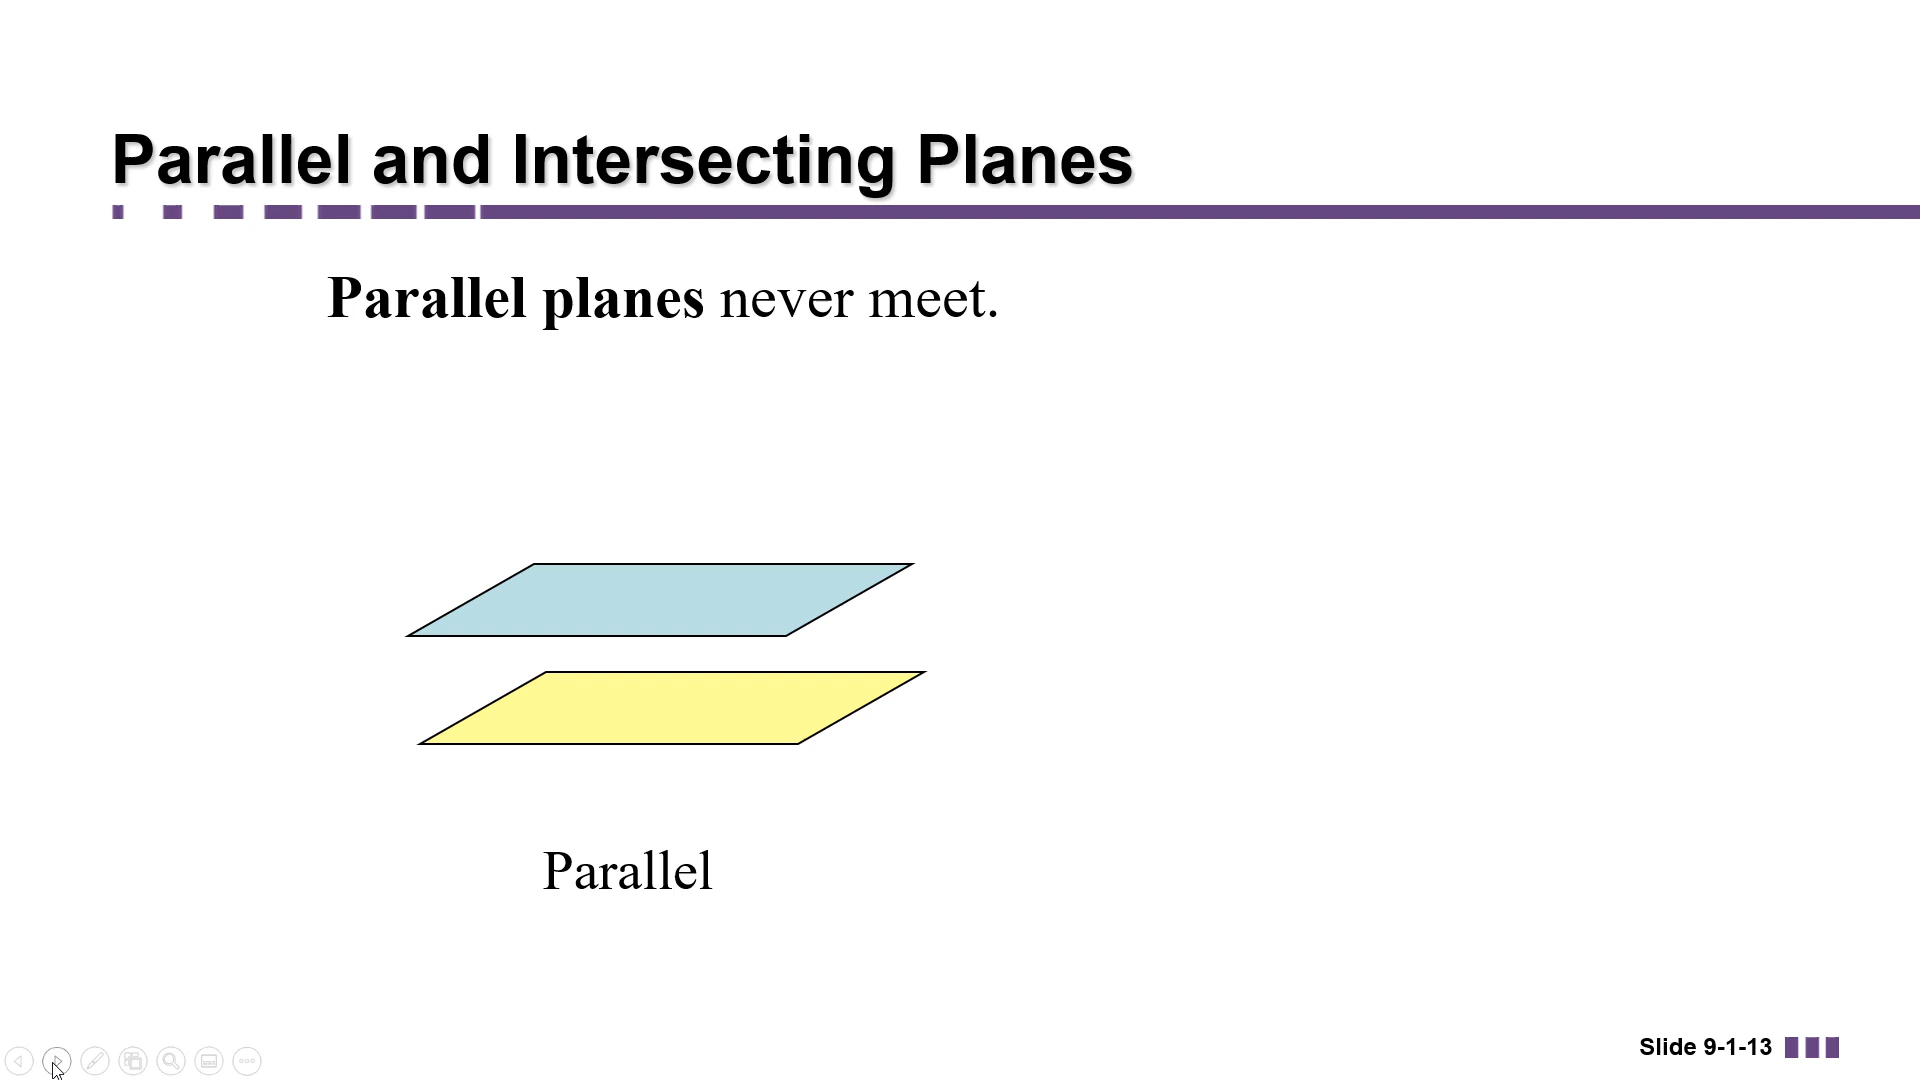 Parallel and Intersecting Planes
Parallel planes never meet.
Parallel
Slide 9-1-13